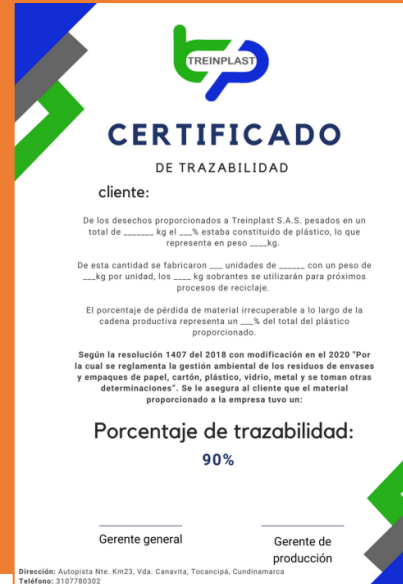 TREINPLAST
CERTIFICADO
DE TRAZABILIDAD
cliente:
De los desechos proporcionados a Treinplast S.A.S. pesados en un
total de _______ kg el ___% estaba constituido de plástico, lo que
representa en peso ____kg.
De esta cantidad se fabricaron ___ unidades de ______ con un peso de
___kg por unidad, los ____ kg sobrantes se utilizarán para próximos
procesos de reciclaje.
El porcentaje de pérdida de material irrecuperable a lo largo de la
cadena productiva representa un ___% del total del plástico
proporcionado.
Según la resolución 1407 del 2018 con modificación en el 2020 "Por
la cual se reglamenta la gestión ambiental de los residuos de envases
y empaques de papel, cartón, plástico, vidrio, metal y se toman otras
determinaciones". Se le asegura al cliente que el material
proporcionado a la empresa tuvo un:
Porcentaje de trazabilidad:
90%
Gerente general
Gerente de
producción
Dirección: Autopista Nte. Km23, Vda. Canavita, Tocancipá, Cundinamarca
Teléfono: 3107780302